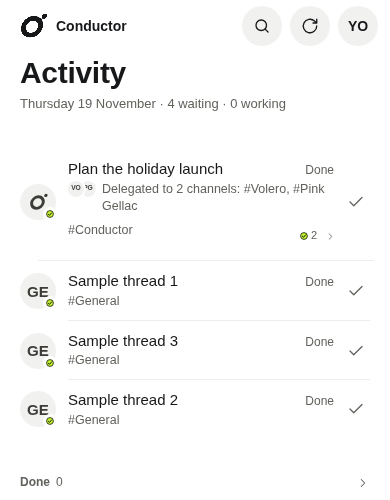 Conductor
YO
Activity
Thursday 19 November · 4 waiting · 0 working
Plan the holiday launch
Done
VO
PG
Delegated to 2 channels: #Volero, #Pink
Gellac
#Conductor
2
GE
Sample thread 1
Done
#General
GE
Sample thread 3
Done
#General
GE
Sample thread 2
Done
#General
Done 0